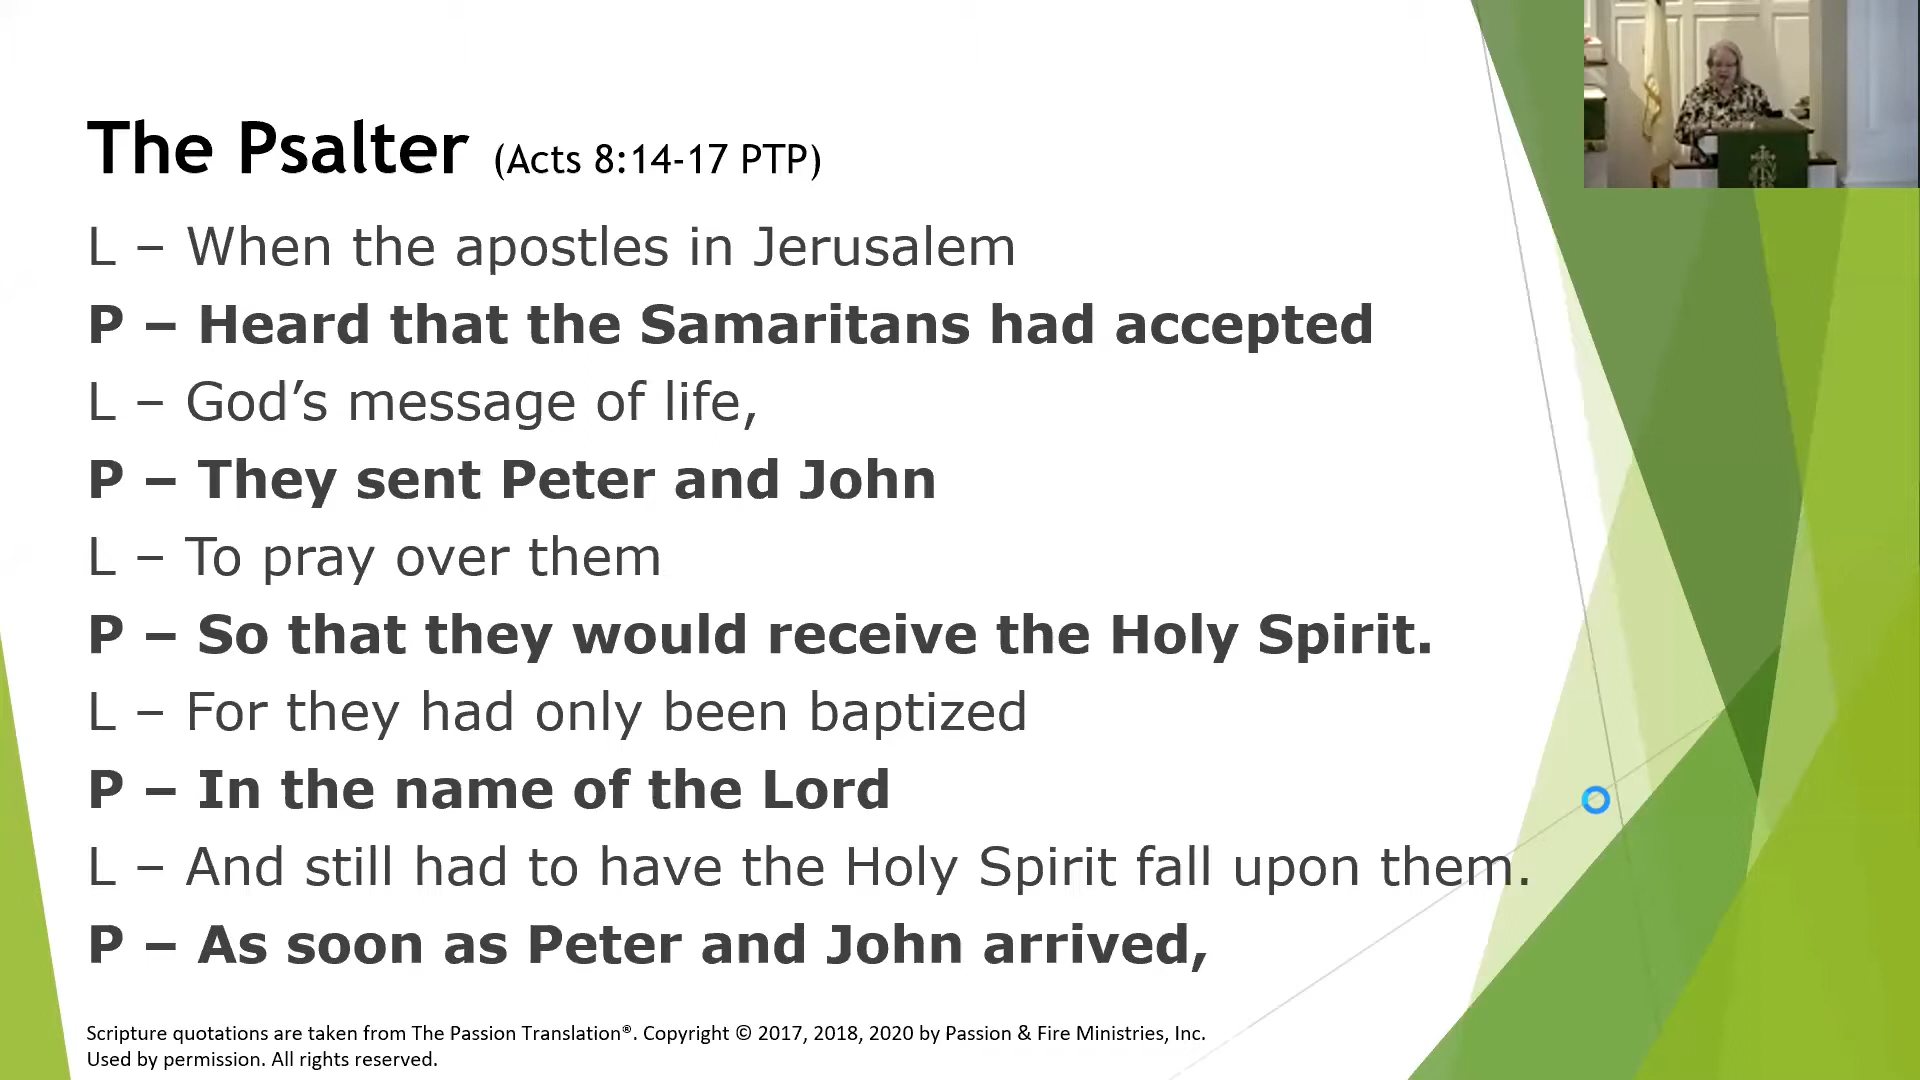 The Psalter (Acts 8:14-17 PTP)
L – When the apostles in Jerusalem
P – Heard that the Samaritans had accepted
L – God’s message of life,
P – They sent Peter and John
L – To pray over them
P – So that they would receive the Holy Spirit.
L – For they had only been baptized
P – In the name of the Lord
L – And still had to have the Holy Spirit fall upon them.
P – As soon as Peter and John arrived,
Scripture quotations are taken from The Passion Translation®. Copyright © 2017, 2018, 2020 by Passion & Fire Ministries, Inc.
Used by permission. All rights reserved.